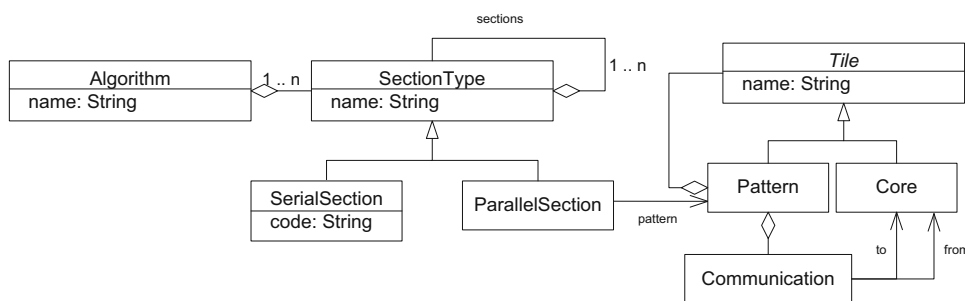 sections
Algorithm
name: String
1 .. n
SectionType
name: String
1 .. n
Tile
name: String
SerialSection
code: String
ParallelSection
pattern
Pattern
Core
Communication
to
from